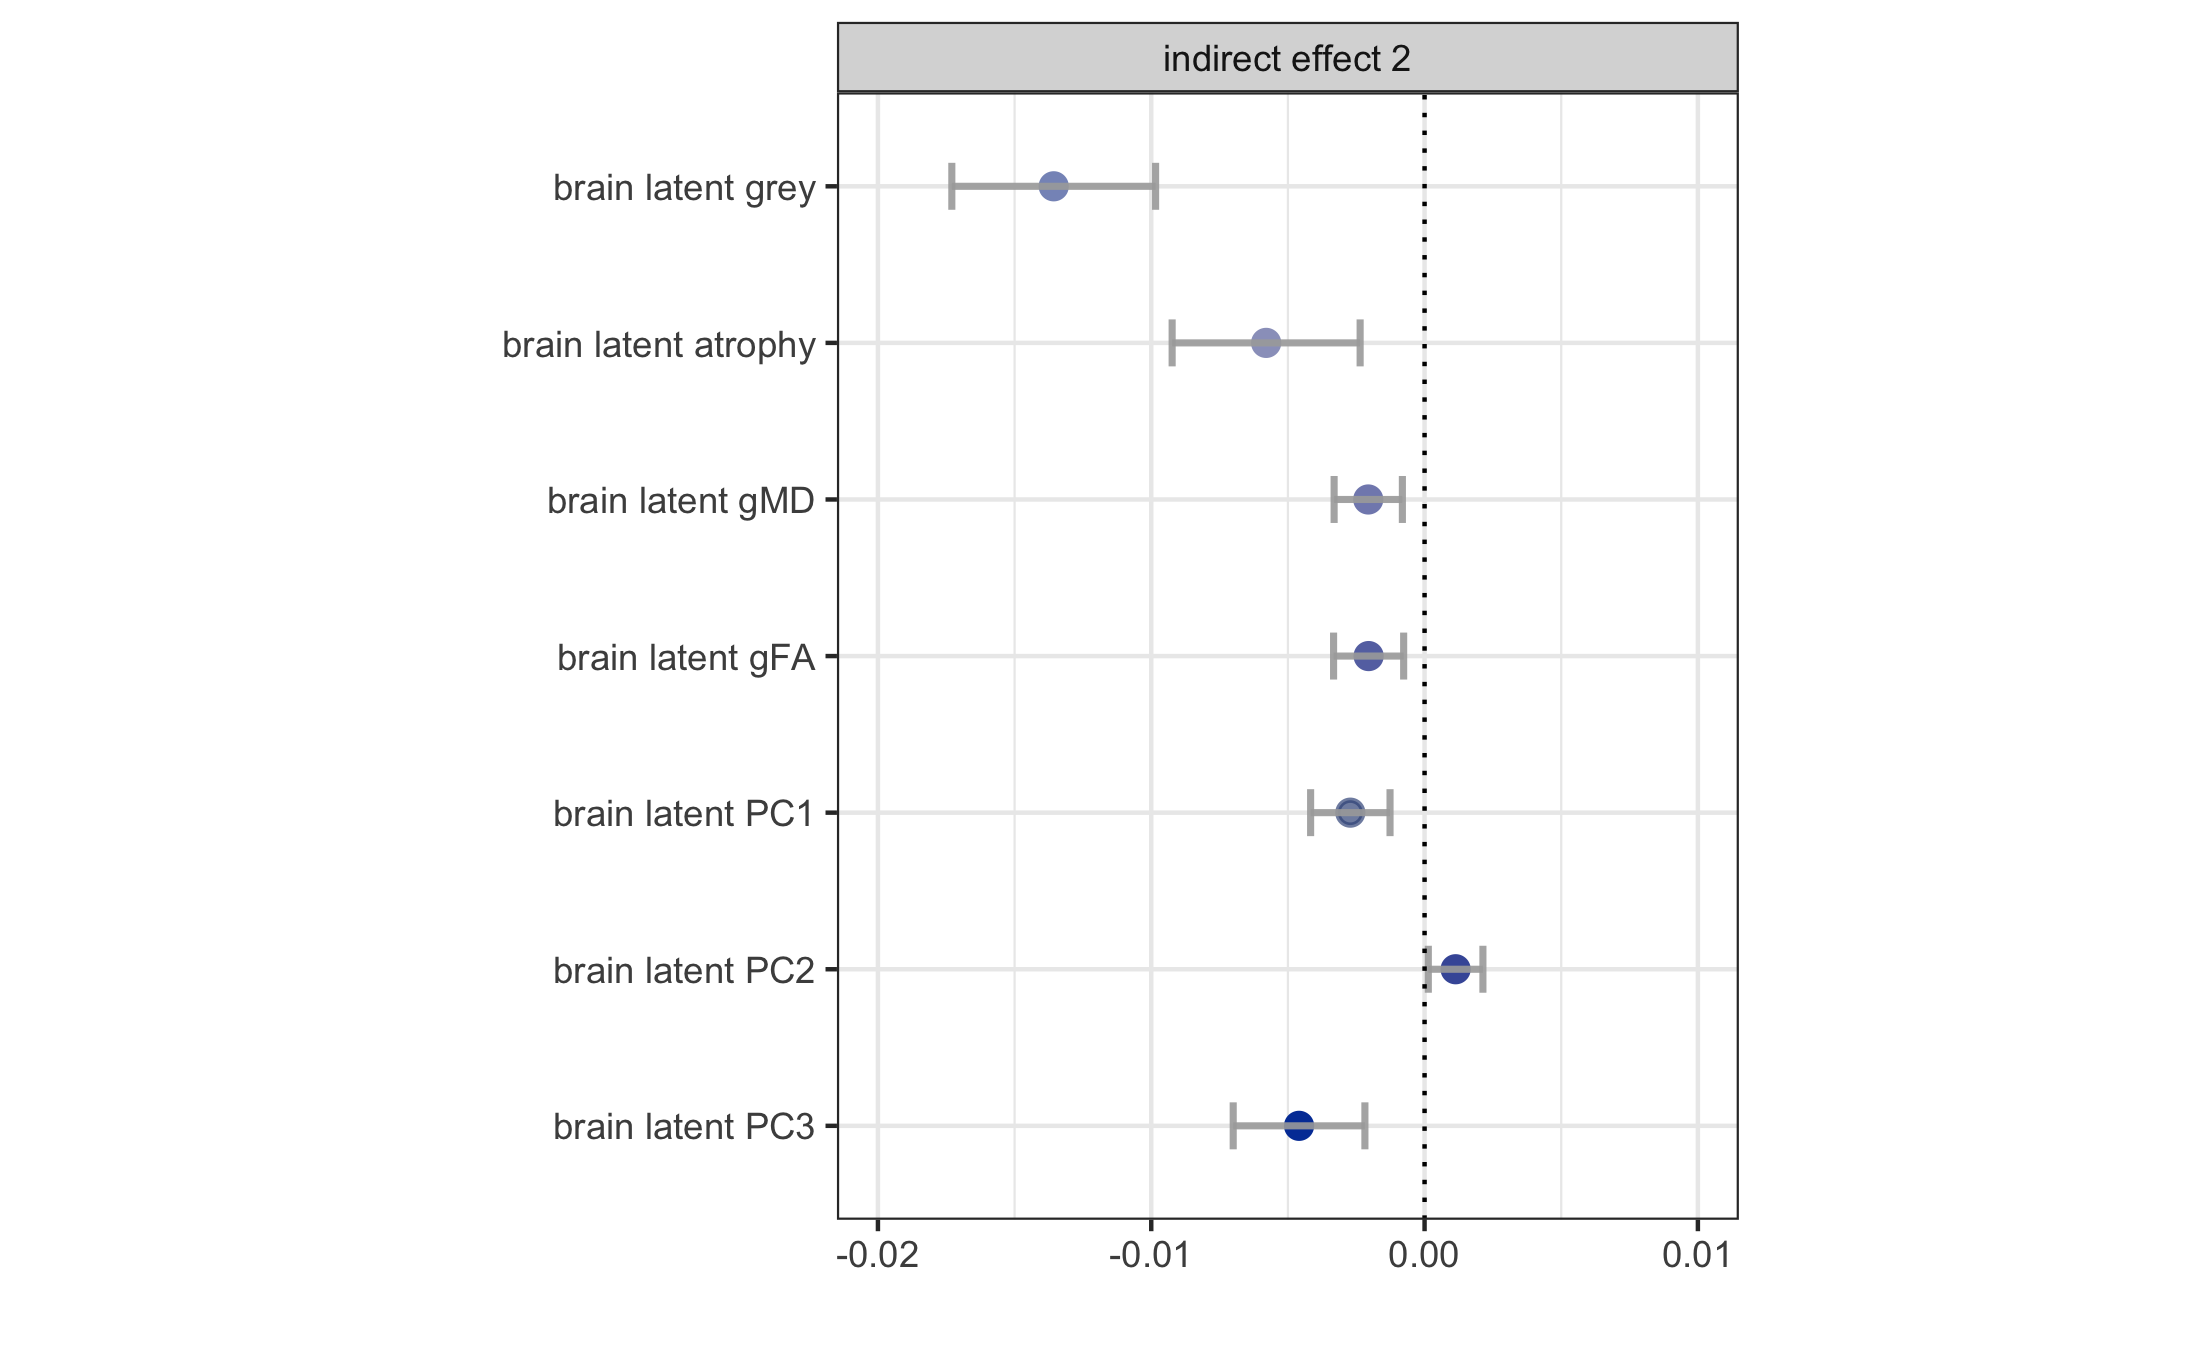 indirect effect 2
brain latent grey
brain latent atrophy
brain latent gMD
brain latent gFA
brain latent PC1
brain latent PC2
brain latent PC3
-0.02 -0.01 0.00 0.01